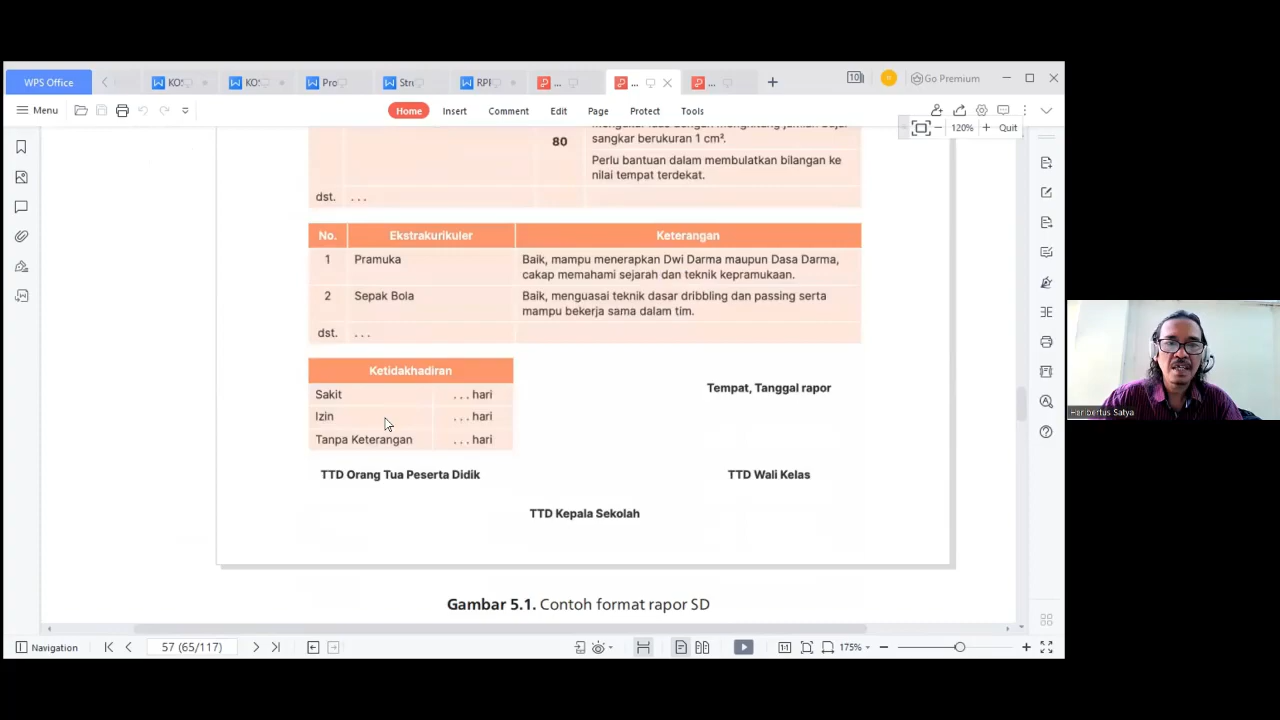 WPS Office
KO
KO
Pro
Str
RPI
...
...
...
Go Premium
Menu
Home
Insert
Comment
Edit
Page
Protect
Tools
120%
Quit
80
sangkar berukuran 1 cm².
Perlu bantuan dalam membulatkan bilangan ke
nilai tempat terdekat.
dst. . . .
No. Ekstrakurikuler Keterangan
1 Pramuka Baik, mampu menerapkan Dwi Darma maupun Dasa Darma,
cakap memahami sejarah dan teknik kepramukaan.
2 Sepak Bola Baik, menguasai teknik dasar dribbling dan passing serta
mampu bekerja sama dalam tim.
dst. . . .
Ketidakhadiran
Sakit . . . hari
Izin . . . hari
Tanpa Keterangan . . . hari
Tempat, Tanggal rapor
TTD Orang Tua Peserta Didik
TTD Wali Kelas
TTD Kepala Sekolah
Gambar 5.1. Contoh format rapor SD
Heribertus Satya
Navigation
57 (65/117)
175%